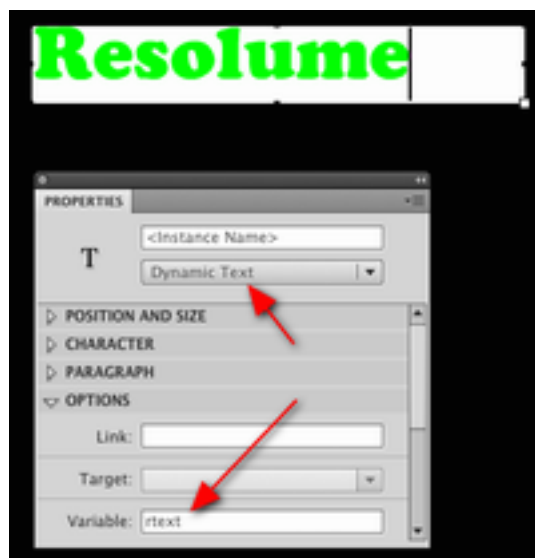 Resolume
PROPERTIES
T
<Instance Name>
Dynamic Text
POSITION AND SIZE
CHARACTER
PARAGRAPH
OPTIONS
Link:
Target:
Variable: rtext